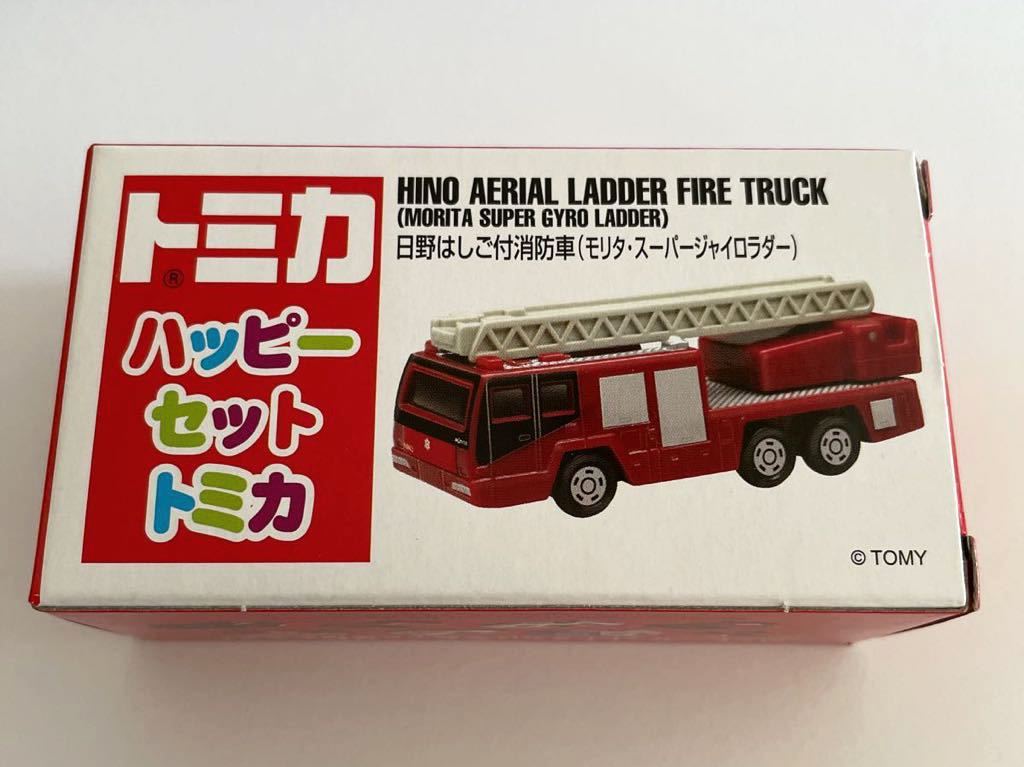 トミカ
®
ハッピー
セット
トミカ
HINO AERIAL LADDER FIRE TRUCK
(MORITA SUPER GYRO LADDER)
日野はしご付消防車(モリタ・スーパージャイロラダー)
© TOMY